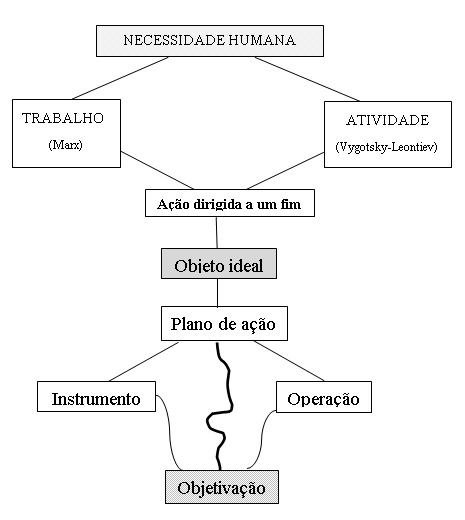 NECESSIDADE HUMANA
TRABALHO
(Marx)
ATIVIDADE
(Vygotsky-Leontiev)
Ação dirigida a um fim
Objeto ideal
Plano de ação
Instrumento
Operação
Objetivação